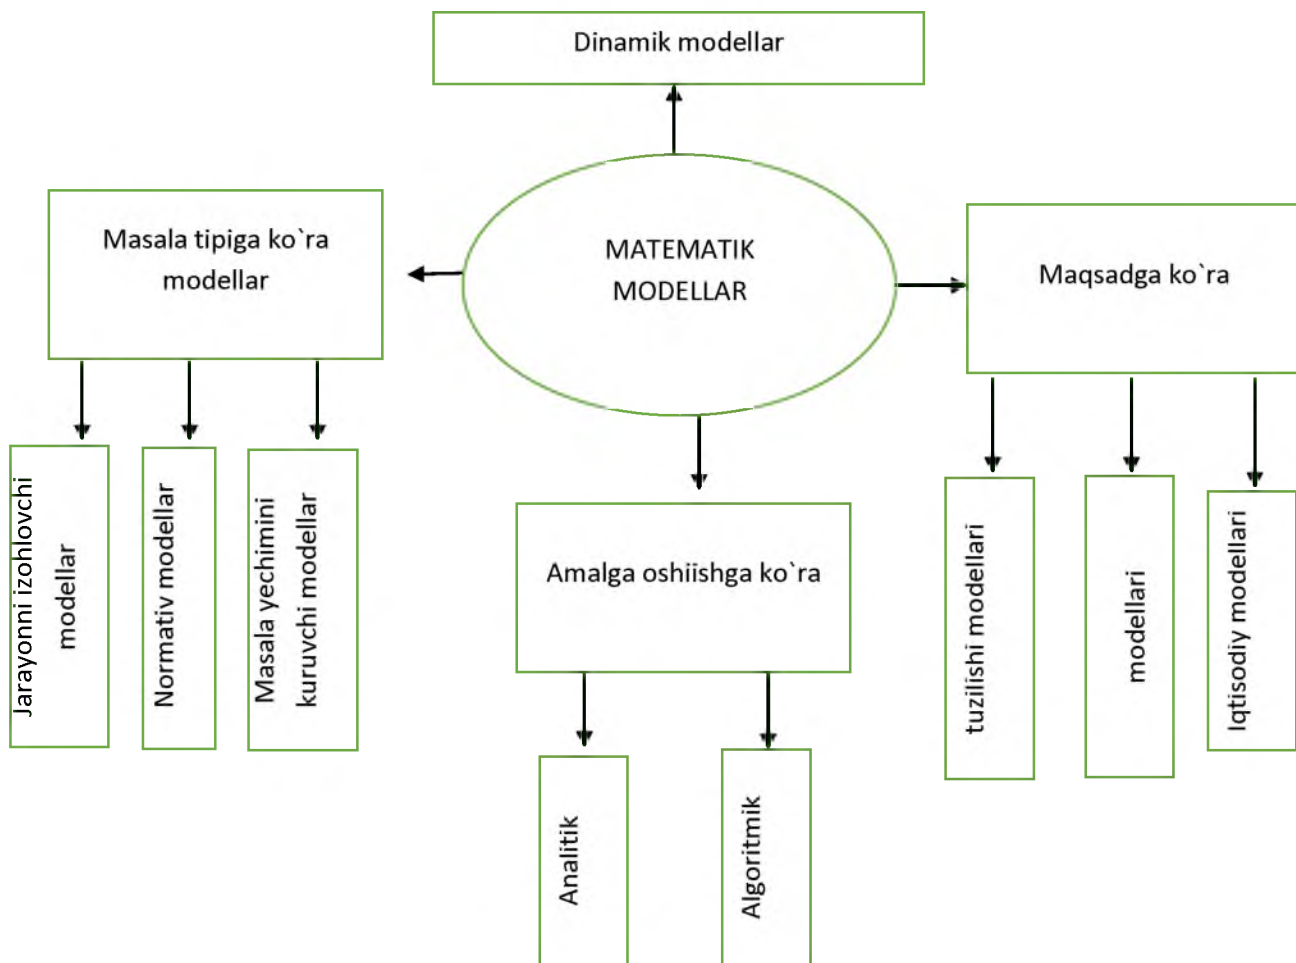 Dinamik modellar
Masala tipiga ko`ra
modellar
MATEMATIK
MODELLAR
Maqsadga ko`ra
Jarayonni izohlovchi
modellar
Normativ modellar
Masala yechimini
kuruvchi modellar
Amalga oshiishga ko`ra
Analitik
Algoritmik
tuzilishi modellari
modellari
Iqtisodiy modellari